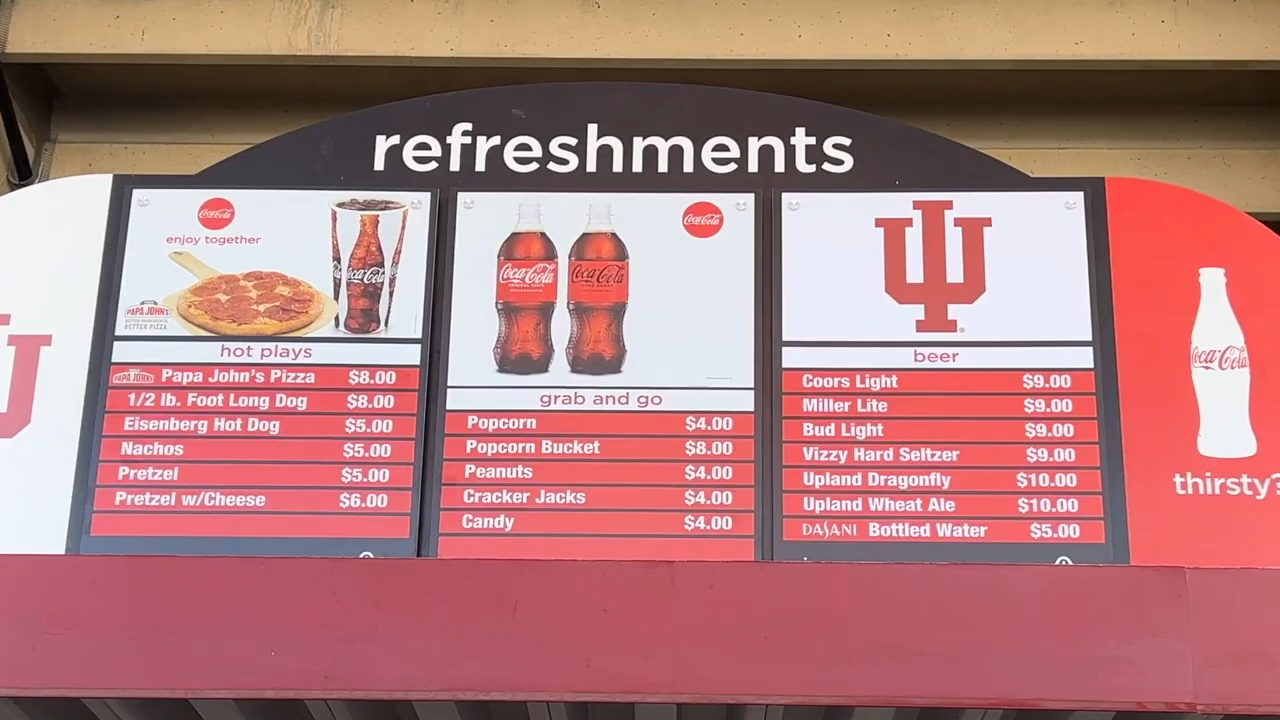 refreshments
Coca-Cola
enjoy together
Coca-Cola
PAPA JOHN'S
BETTER INGREDIENTS.
BETTER PIZZA.
hot plays
PAPA JOHN'S Papa John's Pizza $8.00
1/2 lb. Foot Long Dog $8.00
Eisenberg Hot Dog $5.00
Nachos $5.00
Pretzel $5.00
Pretzel w/Cheese $6.00
Coca-Cola
Coca-Cola
ORIGINAL TASTE
Coca-Cola
ZERO SUGAR
grab and go
Popcorn $4.00
Popcorn Bucket $8.00
Peanuts $4.00
Cracker Jacks $4.00
Candy $4.00
IU
beer
Coors Light $9.00
Miller Lite $9.00
Bud Light $9.00
Vizzy Hard Seltzer $9.00
Upland Dragonfly $10.00
Upland Wheat Ale $10.00
DASANI Bottled Water $5.00
Coca-Cola
thirsty?